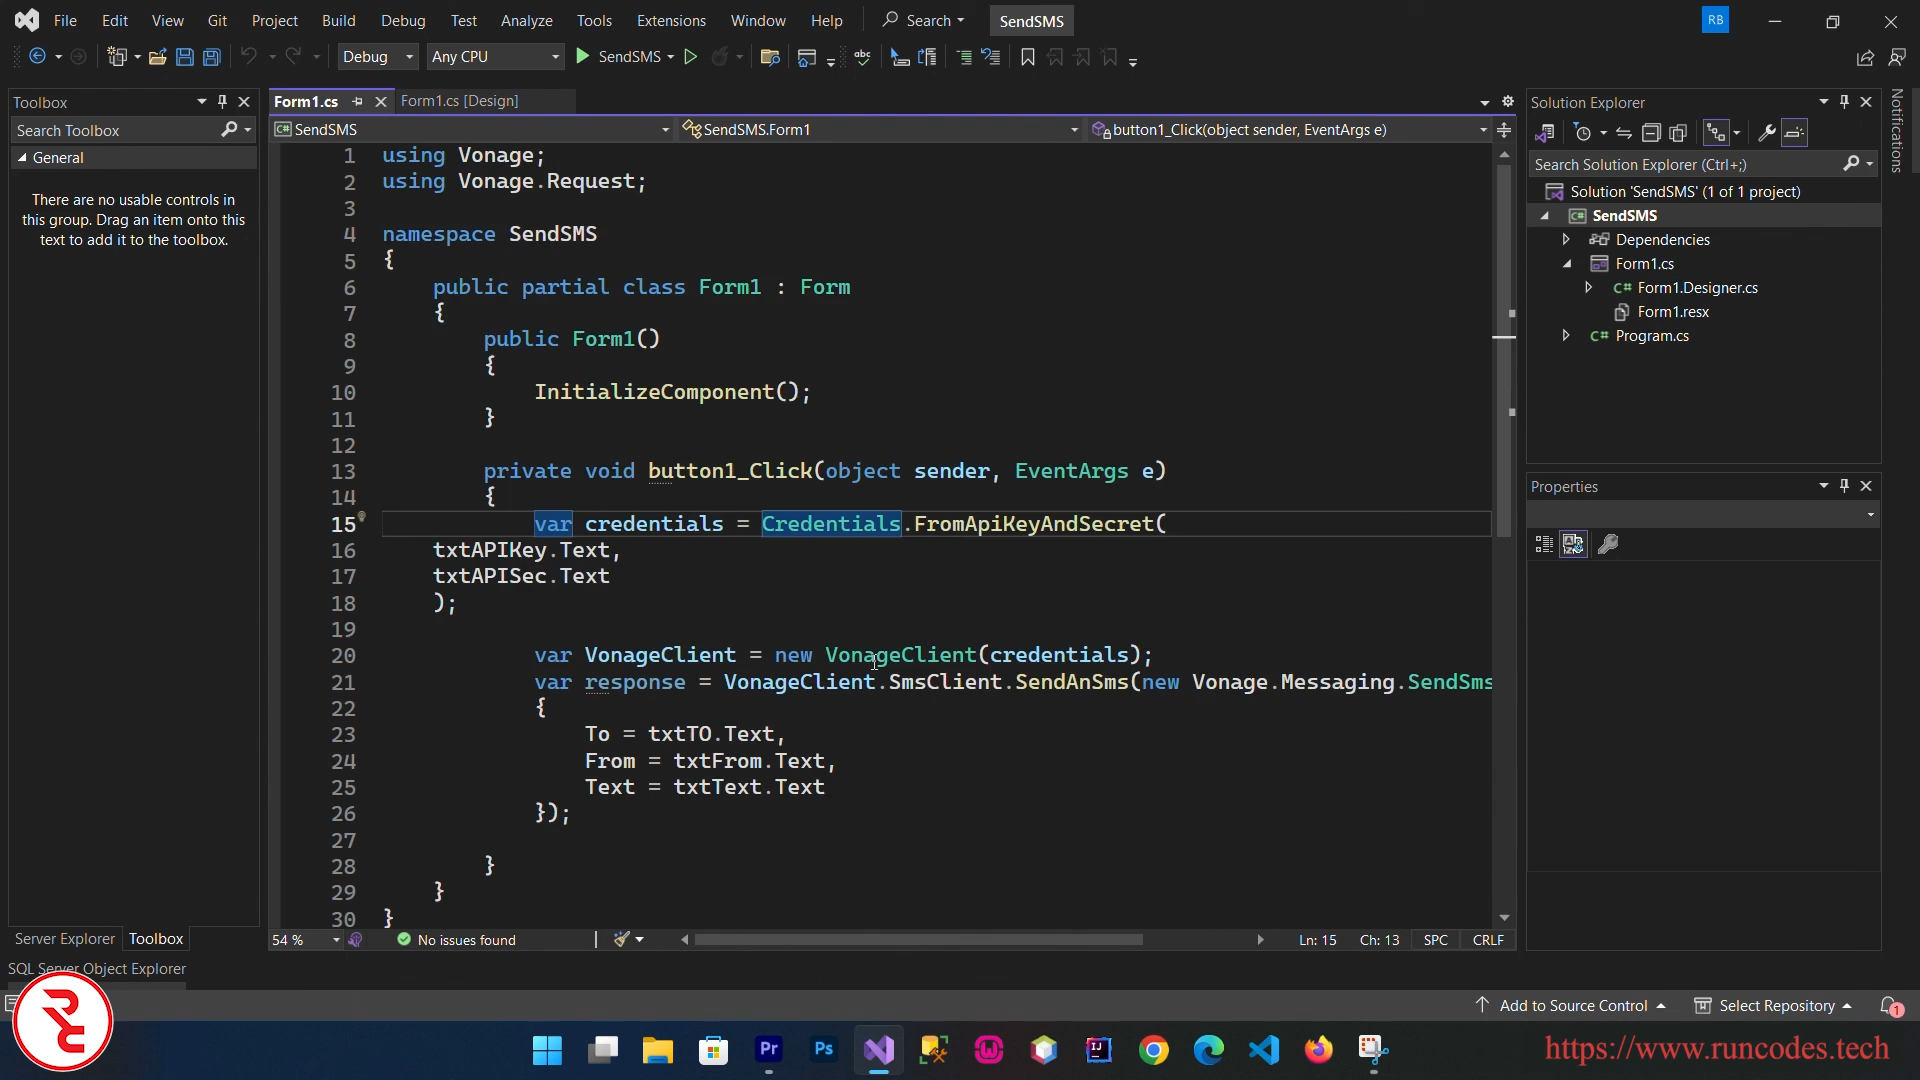 File Edit View Git Project Build Debug Test Analyze Tools Extensions Window Help Search SendSMS RB
Debug Any CPU SendSMS
Toolbox
Search Toolbox
General
There are no usable controls in
this group. Drag an item onto this
text to add it to the toolbox.
Server Explorer Toolbox
SQL Server Object Explorer
Form1.cs Form1.cs [Design]
SendSMS SendSMS.Form1 button1_Click(object sender, EventArgs e)
1 using Vonage;
2 using Vonage.Request;
3
4 namespace SendSMS
5 {
6 public partial class Form1 : Form
7 {
8 public Form1()
9 {
10 InitializeComponent();
11 }
12
13 private void button1_Click(object sender, EventArgs e)
14 {
15 var credentials = Credentials.FromApiKeyAndSecret(
16 txtAPIKey.Text,
17 txtAPISec.Text
18 );
19
20 var VonageClient = new VonageClient(credentials);
21 var response = VonageClient.SmsClient.SendAnSms(new Vonage.Messaging.SendSms
22 {
23 To = txtTO.Text,
24 From = txtFrom.Text,
25 Text = txtText.Text
26 });
27
28 }
29 }
30 }
54 % No issues found Ln: 15 Ch: 13 SPC CRLF
Solution Explorer
Search Solution Explorer (Ctrl+;)
Solution 'SendSMS' (1 of 1 project)
C# SendSMS
Dependencies
Form1.cs
C# Form1.Designer.cs
Form1.resx
C# Program.cs
Properties
Notifications
Add to Source Control Select Repository 1
Pr Ps IJ
https://www.runcodes.tech